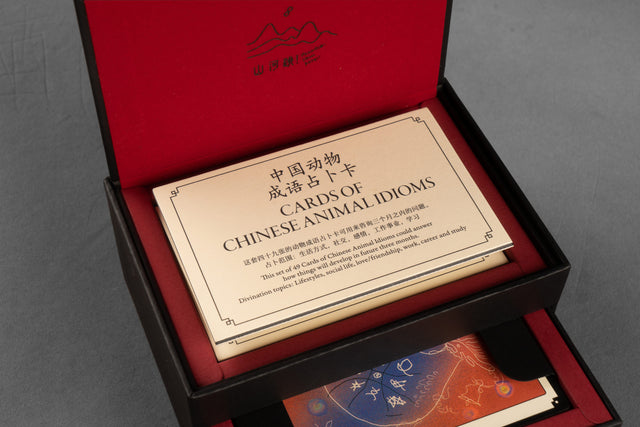 中国动物
成语占卜卡
CARDS OF
CHINESE ANIMAL IDIOMS
这套四十九张的动物成语占卜卡可用来咨询三个月之内的问题。
占卜范围：生活方式，社交，感情，工作事业，学习
This set of 49 Cards of Chinese Animal Idioms could answer
how things will develop in future three months.
Divination topics: Lifestyles, social life, love/friendship, work, career and study